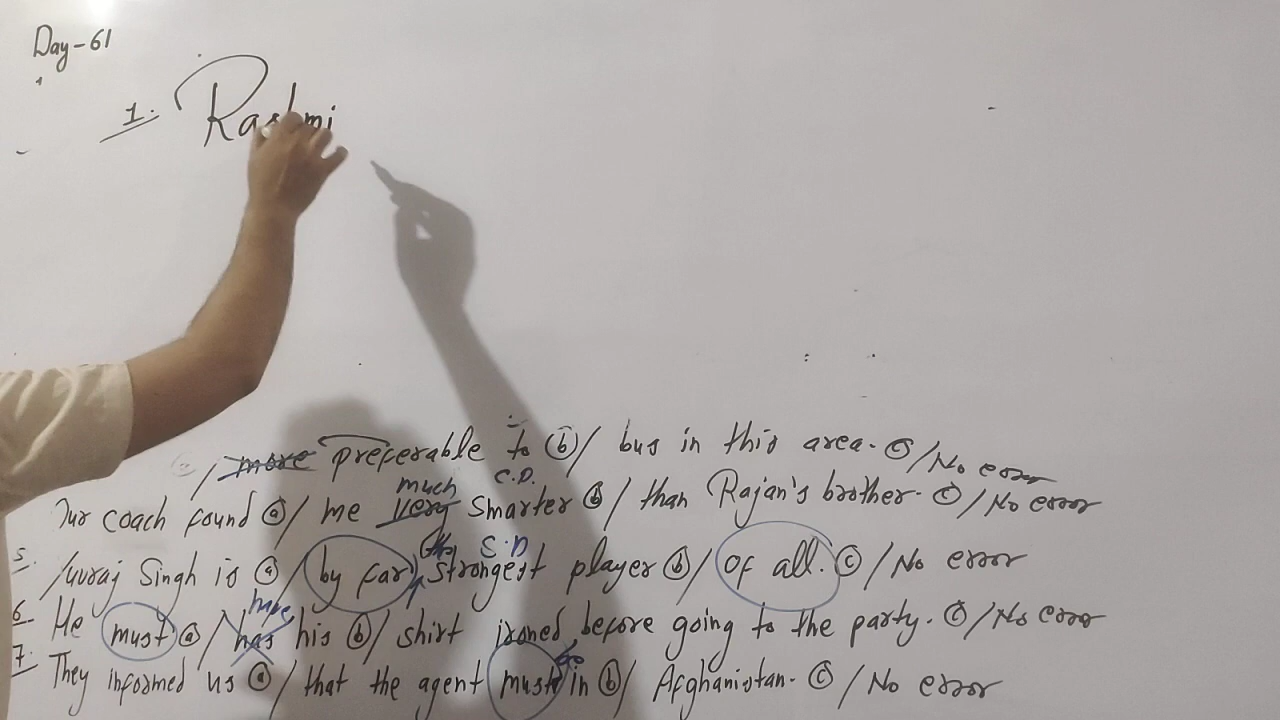 Day-61
1. Rashmi
/ more preferable to (b)/ bus in this area. (c)/No error
much C.D.
Our coach found (a)/ me very smarter (b)/ than Rajan's brother. (c)/No error
the S.D
5. Yuvraj Singh is (a)/ by far strongest player (b)/ of all. (c)/No error
have
6. He must (a)/ has his (b)/ shirt ironed before going to the party. (c)/No error
be
7. They informed us (a)/ that the agent must in (b)/ Afghanistan. (c)/No error